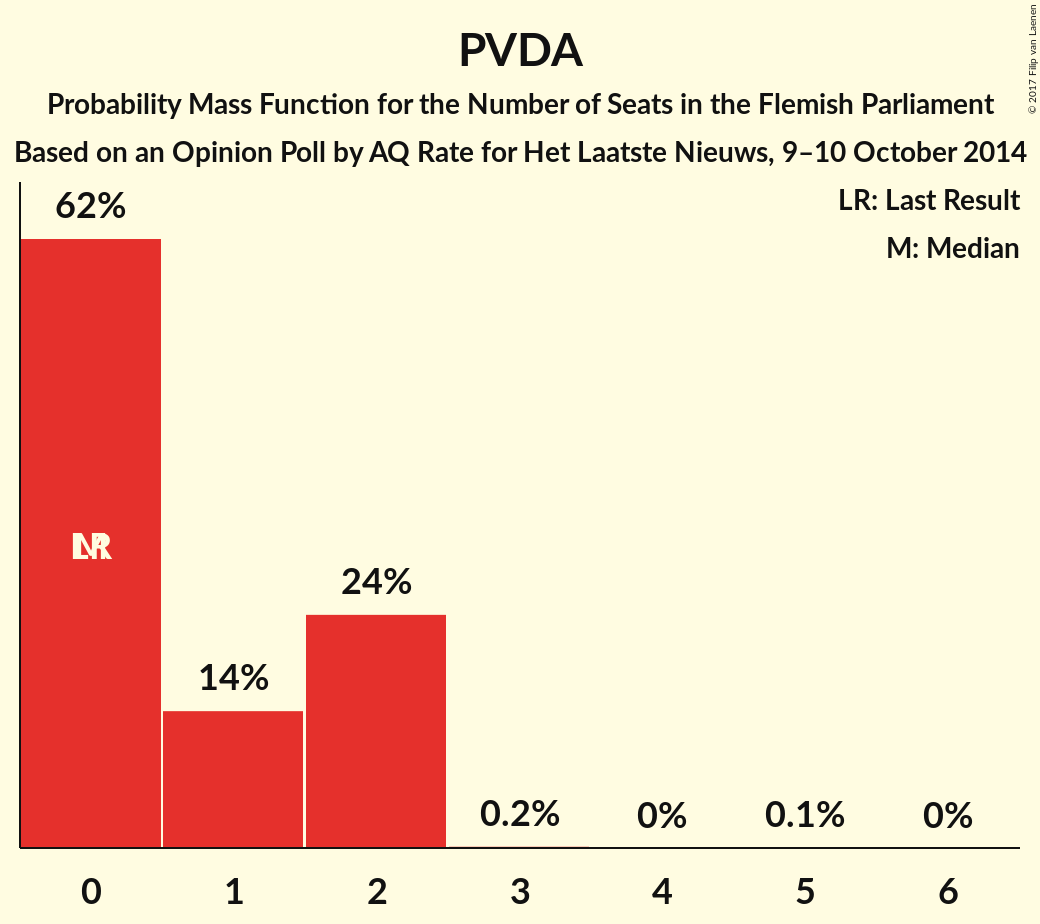 PVDA
Probability Mass Function for the Number of Seats in the Flemish Parliament
Based on an Opinion Poll by AQ Rate for Het Laatste Nieuws, 9–10 October 2014
© 2017 Filip van Laenen
LR: Last Result
M: Median
62%
14%
24%
0.2%
0%
0.1%
0%
LR
M
0 1 2 3 4 5 6